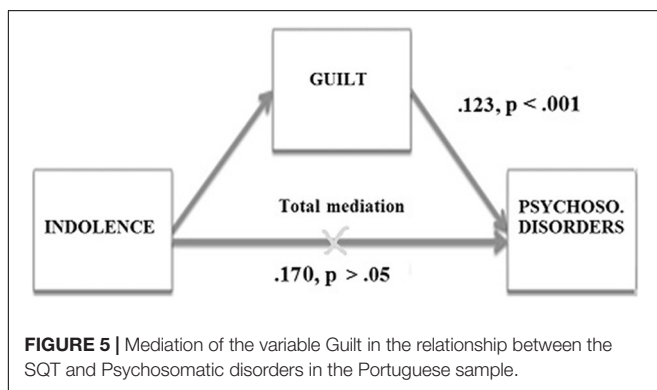 GUILT
.123, p < .001
INDOLENCE
Total mediation
PSYCHOSO.
DISORDERS
.170, p > .05
FIGURE 5 | Mediation of the variable Guilt in the relationship between the
SQT and Psychosomatic disorders in the Portuguese sample.